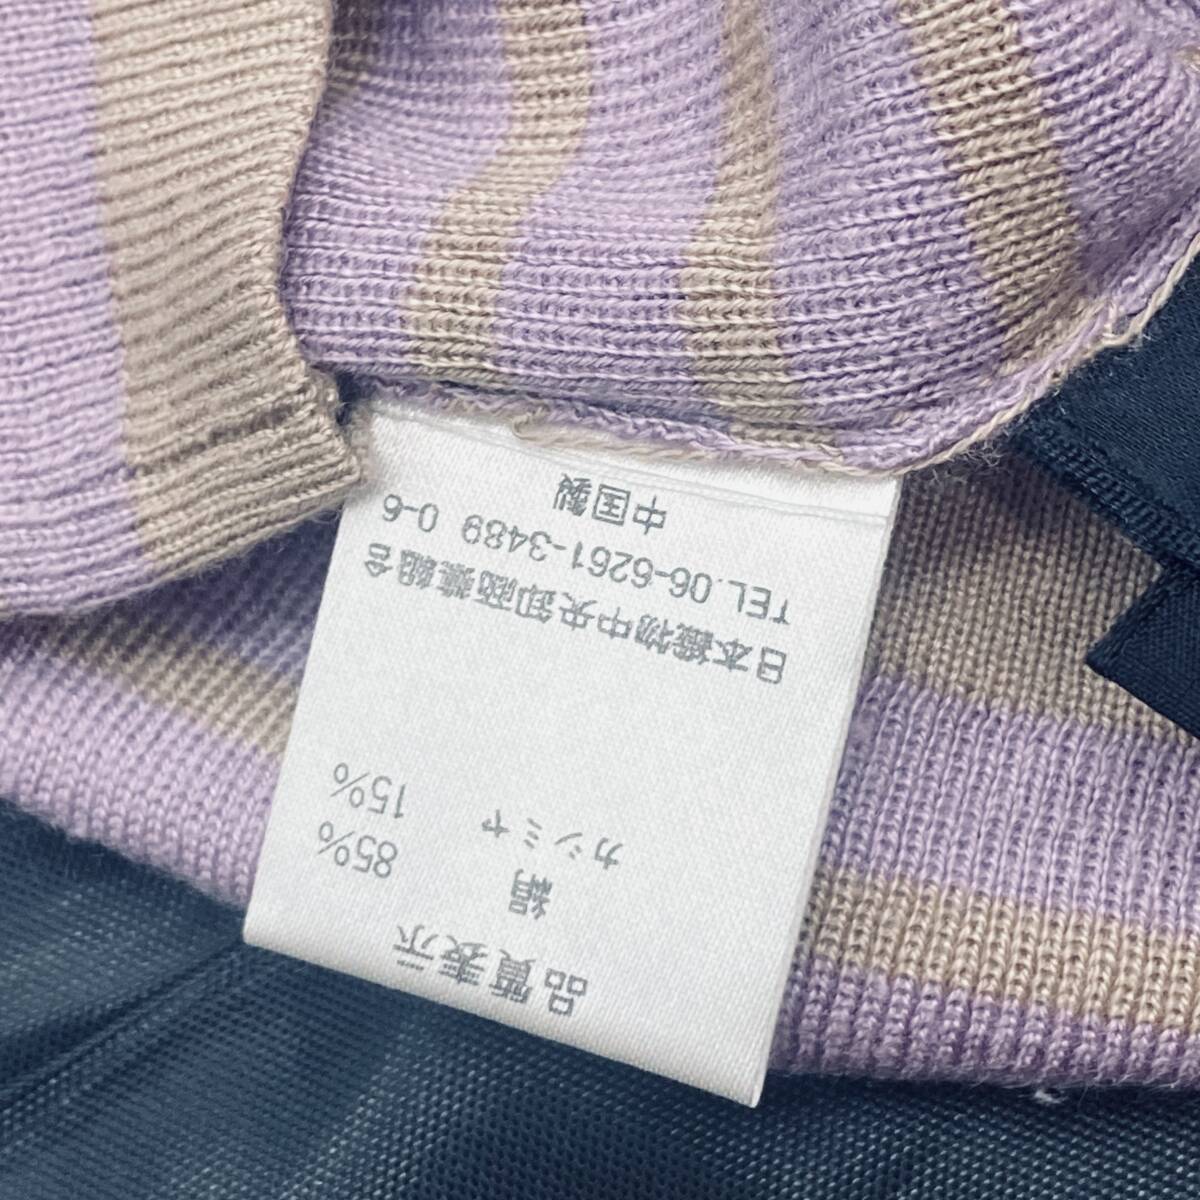 品質表示
絹 85%
カシミヤ 15%
日本織物中央卸商業組合
TEL.06-6261-3489 0-6
中国製